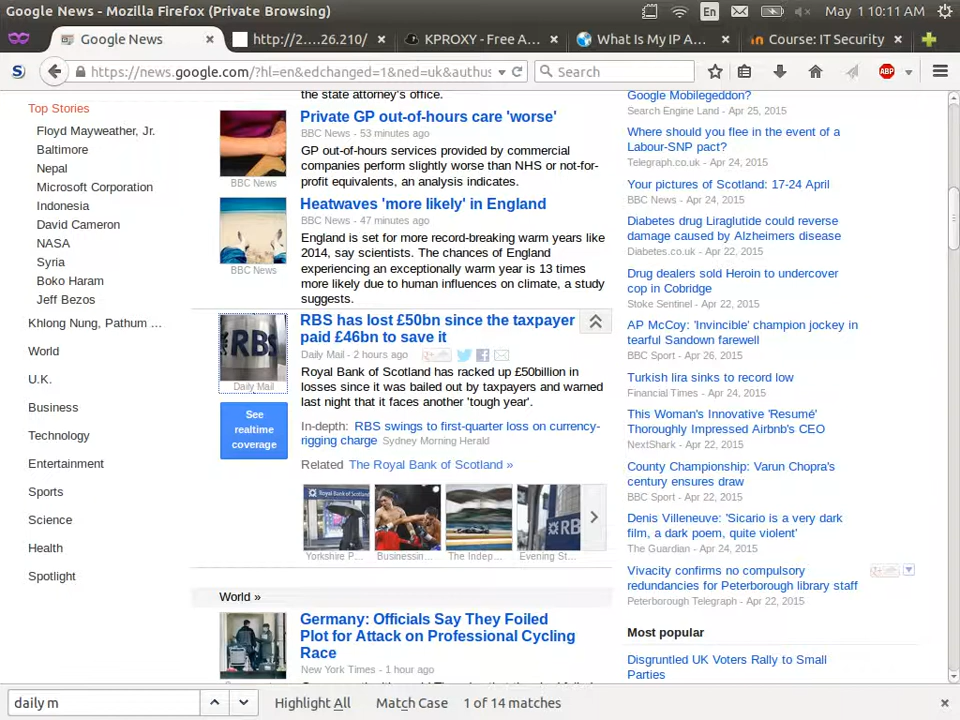 Google News - Mozilla Firefox (Private Browsing)
En
May 1 10:11 AM
Google News
http://2....26.210/
KPROXY - Free A...
What Is My IP A...
Course: IT Security
https://news.google.com/?hl=en&edchanged=1&ned=uk&authus
Search
ABP
Top Stories
Floyd Mayweather, Jr.
Baltimore
Nepal
Microsoft Corporation
Indonesia
David Cameron
NASA
Syria
Boko Haram
Jeff Bezos
Khlong Nung, Pathum ...
World
U.K.
Business
Technology
Entertainment
Sports
Science
Health
Spotlight
the state attorney's office.
Private GP out-of-hours care 'worse'
BBC News - 53 minutes ago
GP out-of-hours services provided by commercial
companies perform slightly worse than NHS or not-for-
profit equivalents, an analysis indicates.
BBC News
Heatwaves 'more likely' in England
BBC News - 47 minutes ago
England is set for more record-breaking warm years like
2014, say scientists. The chances of England
experiencing an exceptionally warm year is 13 times
more likely due to human influences on climate, a study
suggests.
BBC News
RBS has lost £50bn since the taxpayer
paid £46bn to save it
Daily Mail - 2 hours ago
Royal Bank of Scotland has racked up £50billion in
losses since it was bailed out by taxpayers and warned
last night that it faces another 'tough year'.
RBS
Daily Mail
See
realtime
coverage
In-depth: RBS swings to first-quarter loss on currency-
rigging charge Sydney Morning Herald
Related The Royal Bank of Scotland »
Royal Bank of Scotland
RB
Yorkshire P...
Businessin...
The Indep...
Evening St...
World »
Germany: Officials Say They Foiled
Plot for Attack on Professional Cycling
Race
New York Times - 1 hour ago
Google Mobilegeddon?
Search Engine Land - Apr 25, 2015
Where should you flee in the event of a
Labour-SNP pact?
Telegraph.co.uk - Apr 24, 2015
Your pictures of Scotland: 17-24 April
BBC News - Apr 24, 2015
Diabetes drug Liraglutide could reverse
damage caused by Alzheimers disease
Diabetes.co.uk - Apr 22, 2015
Drug dealers sold Heroin to undercover
cop in Cobridge
Stoke Sentinel - Apr 22, 2015
AP McCoy: 'Invincible' champion jockey in
tearful Sandown farewell
BBC Sport - Apr 26, 2015
Turkish lira sinks to record low
Financial Times - Apr 24, 2015
This Woman's Innovative 'Resumé'
Thoroughly Impressed Airbnb's CEO
NextShark - Apr 22, 2015
County Championship: Varun Chopra's
century ensures draw
BBC Sport - Apr 22, 2015
Denis Villeneuve: 'Sicario is a very dark
film, a dark poem, quite violent'
The Guardian - Apr 24, 2015
Vivacity confirms no compulsory
redundancies for Peterborough library staff
Peterborough Telegraph - Apr 22, 2015
Most popular
Disgruntled UK Voters Rally to Small
Parties
daily m
Highlight All
Match Case
1 of 14 matches